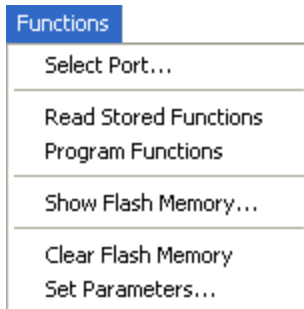 Functions
Select Port...
Read Stored Functions
Program Functions
Show Flash Memory...
Clear Flash Memory
Set Parameters...